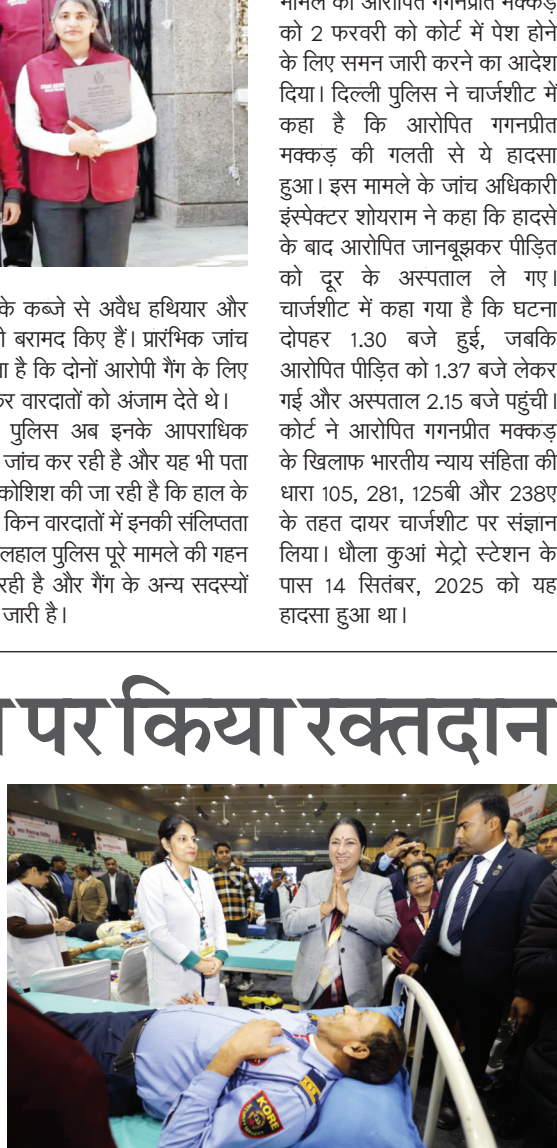 के कब्जे से अवैध हथियार और
बरामद किए हैं। प्रारंभिक जांच
है कि दोनों आरोपी गैंग के लिए
वारदातों को अंजाम देते थे।
पुलिस अब इनके आपराधिक
जांच कर रही है और यह भी पता
कोशिश की जा रही है कि हाल के
किन वारदातों में इनकी संलिप्तता
पुलिस पूरे मामले की गहन
रही है और गैंग के अन्य सदस्यों
जारी है।
मामले की आरोपित गगनप्रीत मक्कड़
को 2 फरवरी को कोर्ट में पेश होने
के लिए समन जारी करने का आदेश
दिया। दिल्ली पुलिस ने चार्जशीट में
कहा है कि आरोपित गगनप्रीत
मक्कड़ की गलती से ये हादसा
हुआ। इस मामले के जांच अधिकारी
इंस्पेक्टर शोयराम ने कहा कि हादसे
के बाद आरोपित जानबूझकर पीड़ित
को दूर के अस्पताल ले गए।
चार्जशीट में कहा गया है कि घटना
दोपहर 1.30 बजे हुई, जबकि
आरोपित पीड़ित को 1.37 बजे लेकर
गई और अस्पताल 2.15 बजे पहुंची।
कोर्ट ने आरोपित गगनप्रीत मक्कड़
के खिलाफ भारतीय न्याय संहिता की
धारा 105, 281, 125बी और 238ए
के तहत दायर चार्जशीट पर संज्ञान
लिया। धौला कुआं मेट्रो स्टेशन के
पास 14 सितंबर, 2025 को यह
हादसा हुआ था।
पर किया रक्तदान
KORE